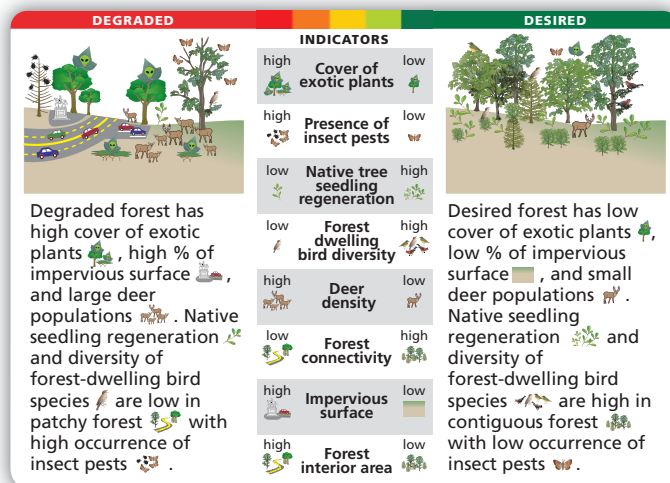 DEGRADED
DESIRED
INDICATORS
high
Cover of
exotic plants
low
high
Presence of
insect pests
low
low
Native tree
seedling
regeneration
high
low
Forest
dwelling
bird diversity
high
high
Deer
density
low
low
Forest
connectivity
high
high
Impervious
surface
low
high
Forest
interior area
low
Degraded forest has
high cover of exotic
plants , high % of
impervious surface ,
and large deer
populations . Native
seedling regeneration
and diversity of
forest-dwelling bird
species are low in
patchy forest with
high occurrence of
insect pests .
Desired forest has low
cover of exotic plants ,
low % of impervious
surface , and small
deer populations .
Native seedling
regeneration and
diversity of
forest-dwelling bird
species are high in
contiguous forest
with low occurrence of
insect pests .